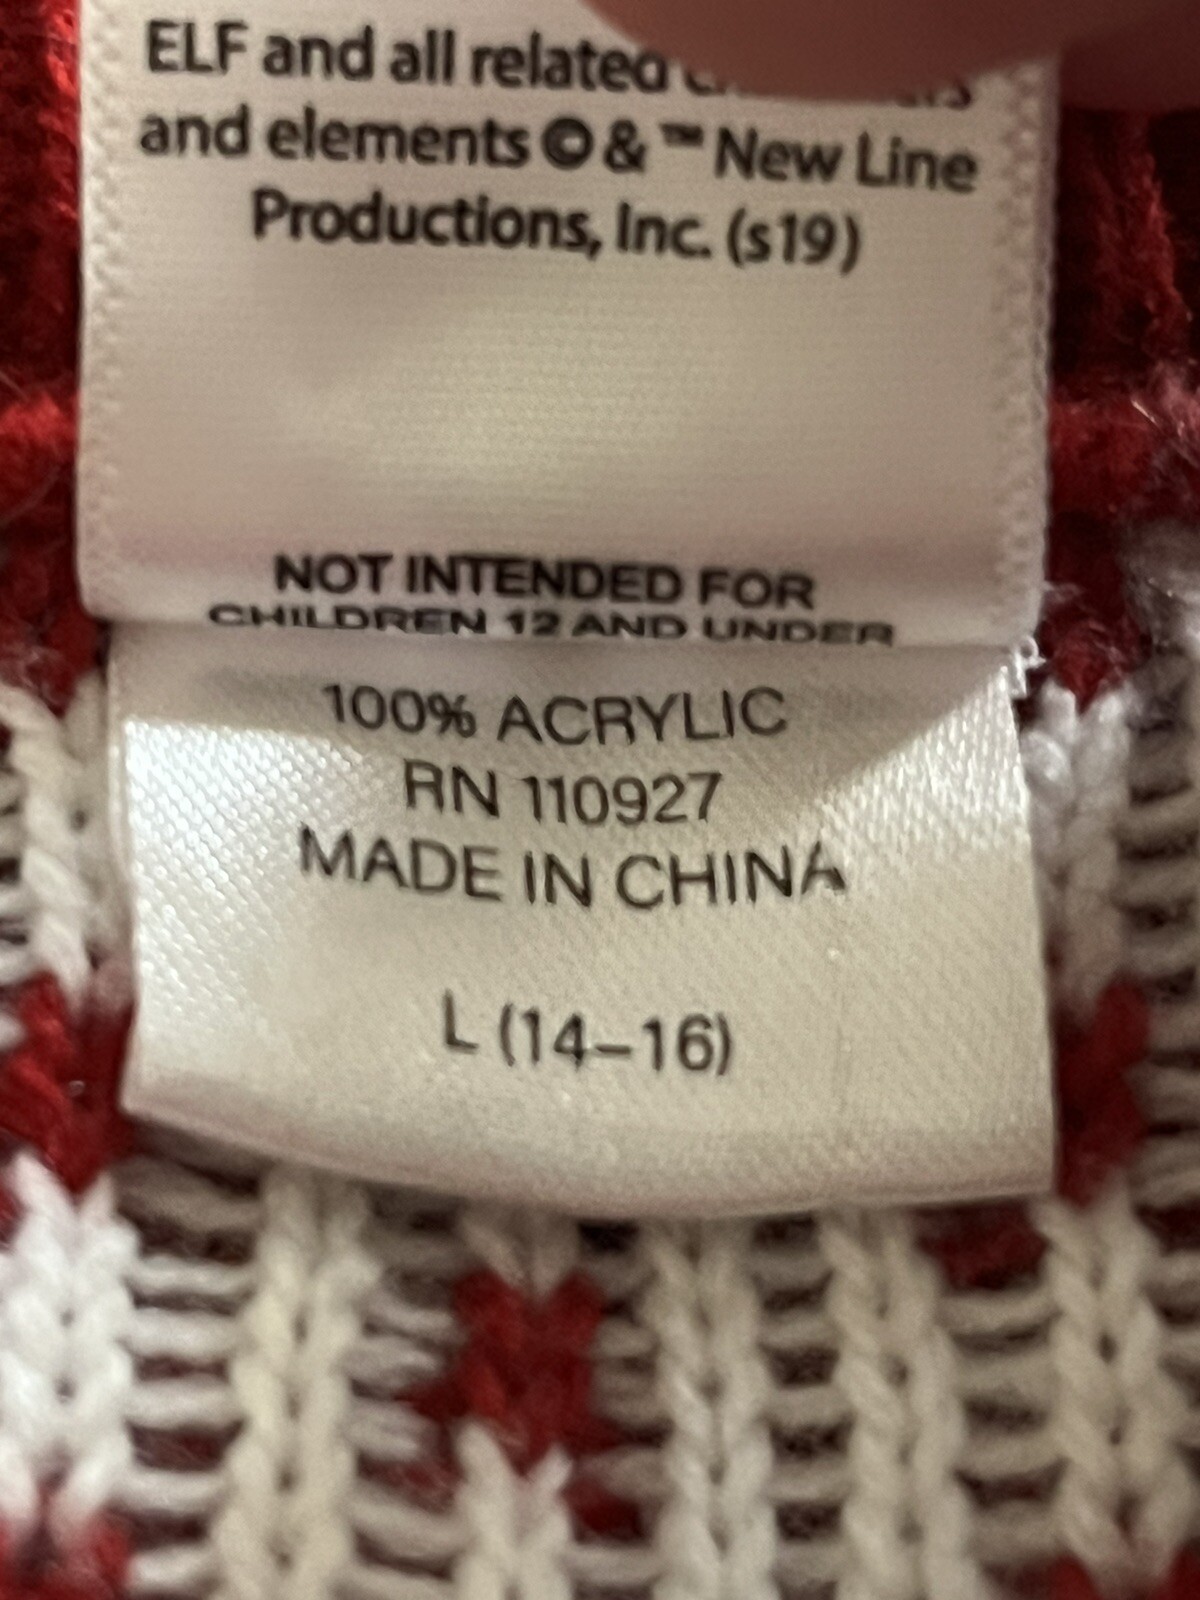 ELF and all related
and elements © & ™ New Line
Productions, Inc. (s19)
NOT INTENDED FOR
CHILDREN 12 AND UNDER
100% ACRYLIC
RN 110927
MADE IN CHINA
L (14–16)